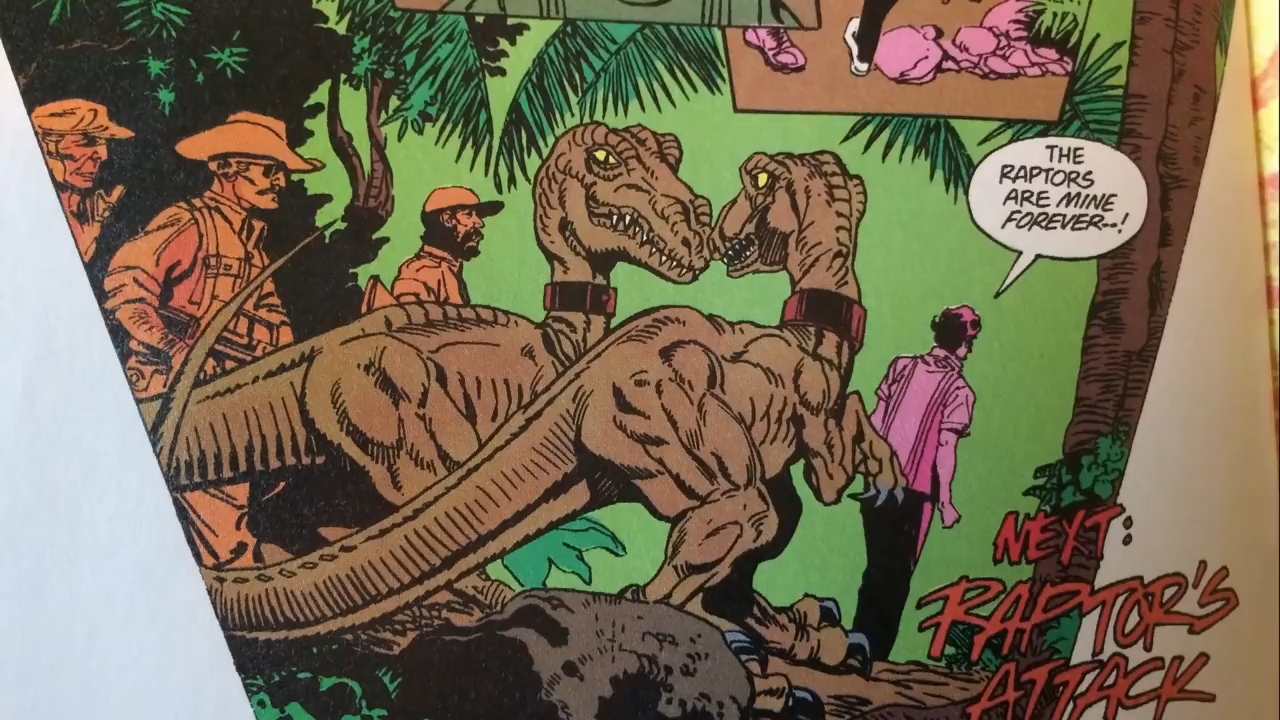 THE
RAPTORS
ARE MINE
FOREVER--!
NEXT:
RAPTOR'S
ATTACK